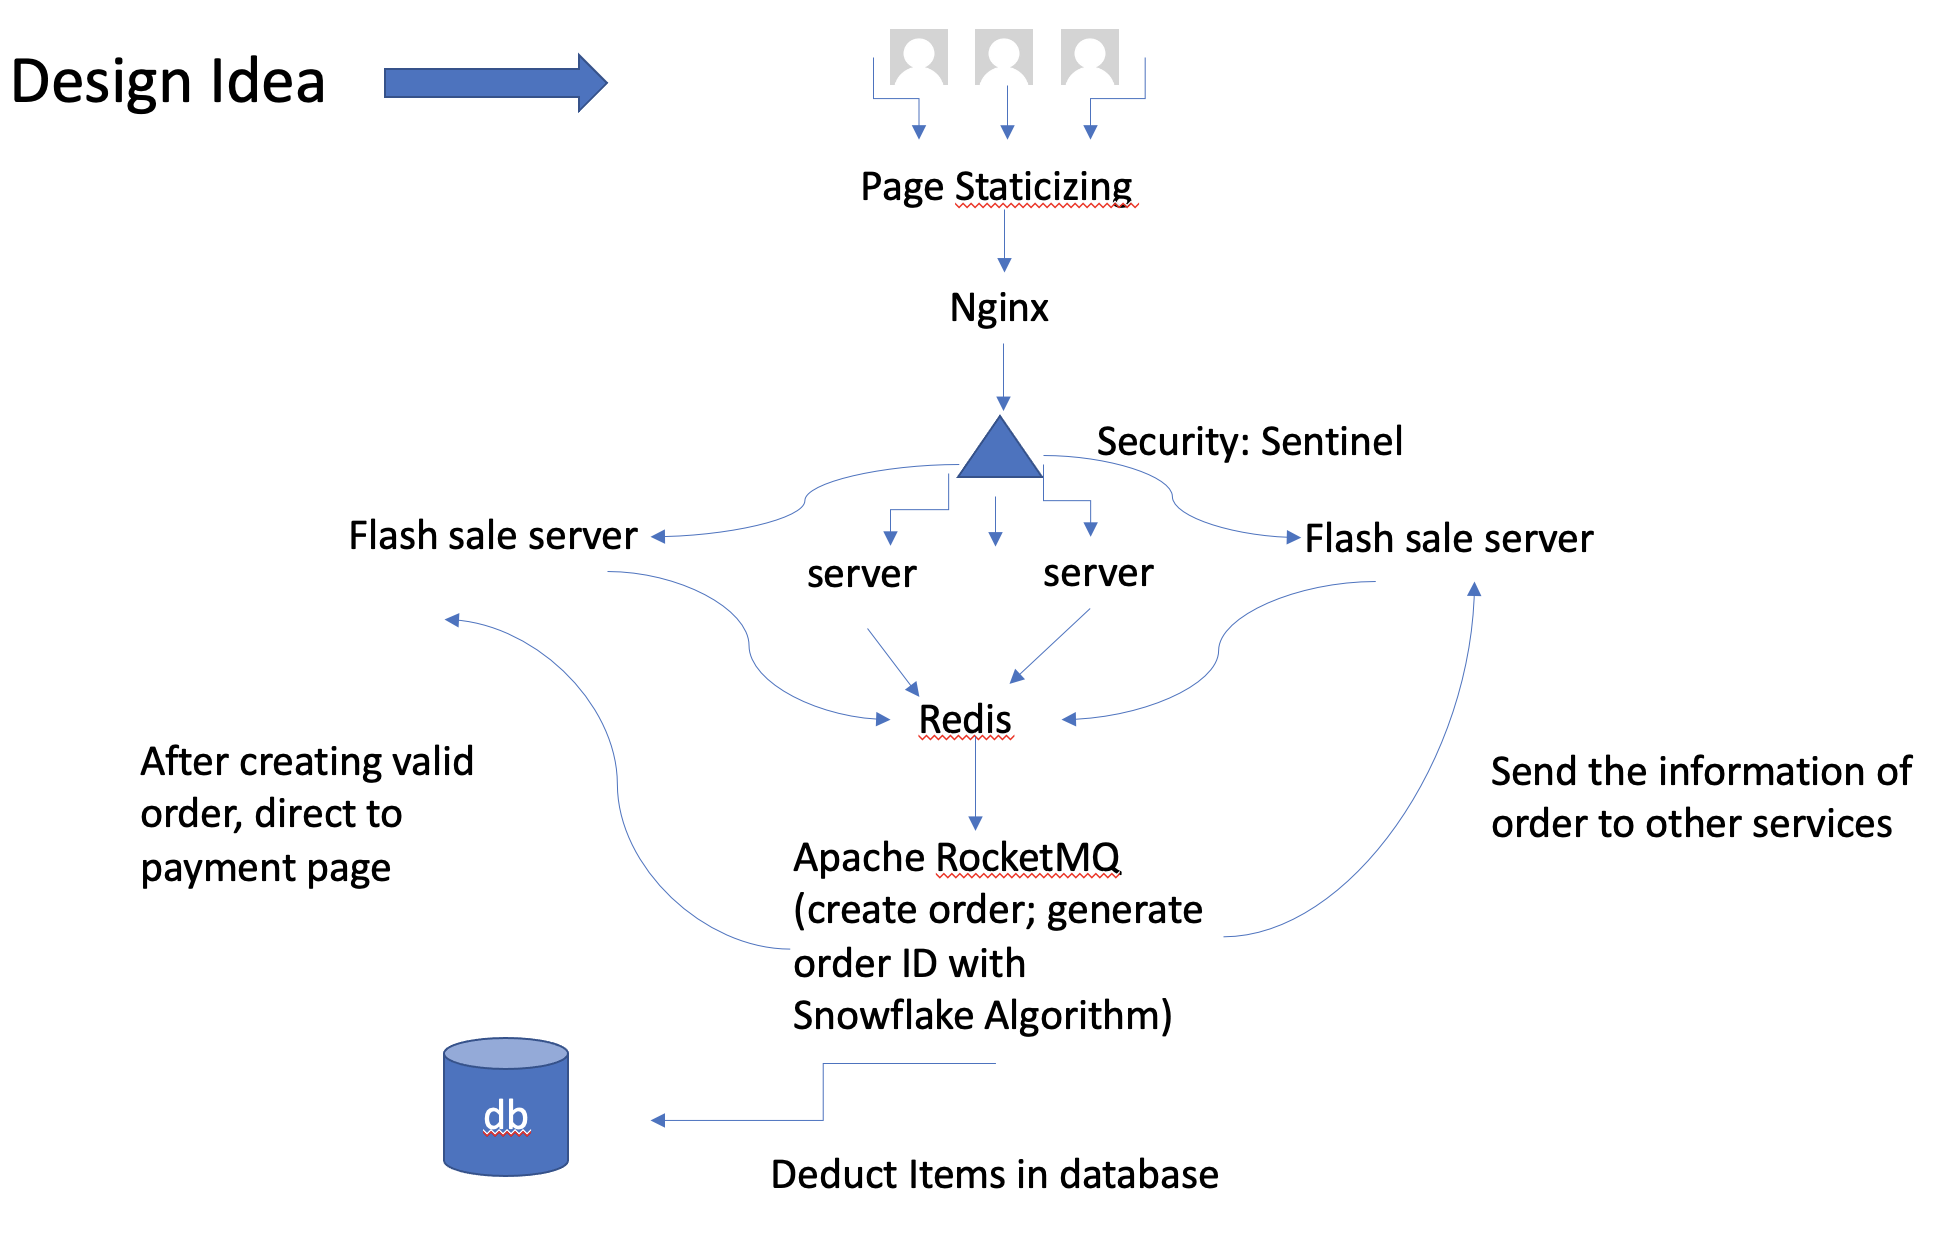 Design Idea
Page Staticizing
Nginx
Security: Sentinel
Flash sale server
Flash sale server
server
server
Redis
After creating valid
order, direct to
payment page
Send the information of
order to other services
Apache RocketMQ
(create order; generate
order ID with
Snowflake Algorithm)
db
Deduct Items in database